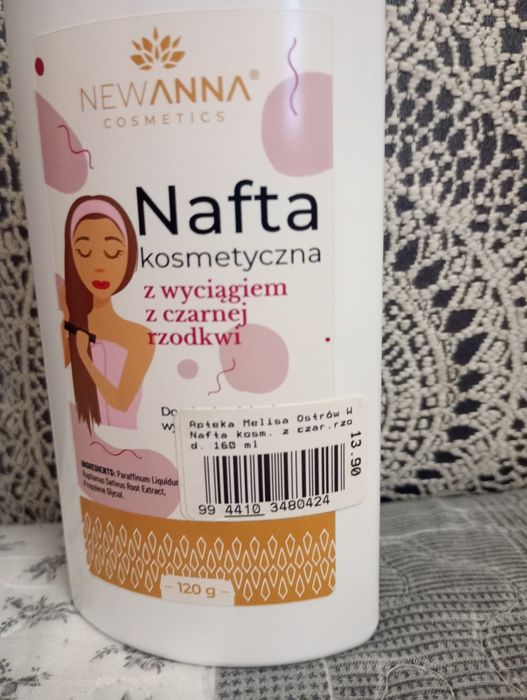 NEWANNA®
COSMETICS
Nafta
kosmetyczna
z wyciągiem
z czarnej
rzodkwi
Do
Apteka Melisa Ostrów W
Nafta kosm. z czar.rzo
d. 160 ml
13.90
99 4410 3480424
INGREDIENTS: Paraffinum Liquidum
Raphanus Sativus Root Extract,
Propylene Glycol.
– 120 g –